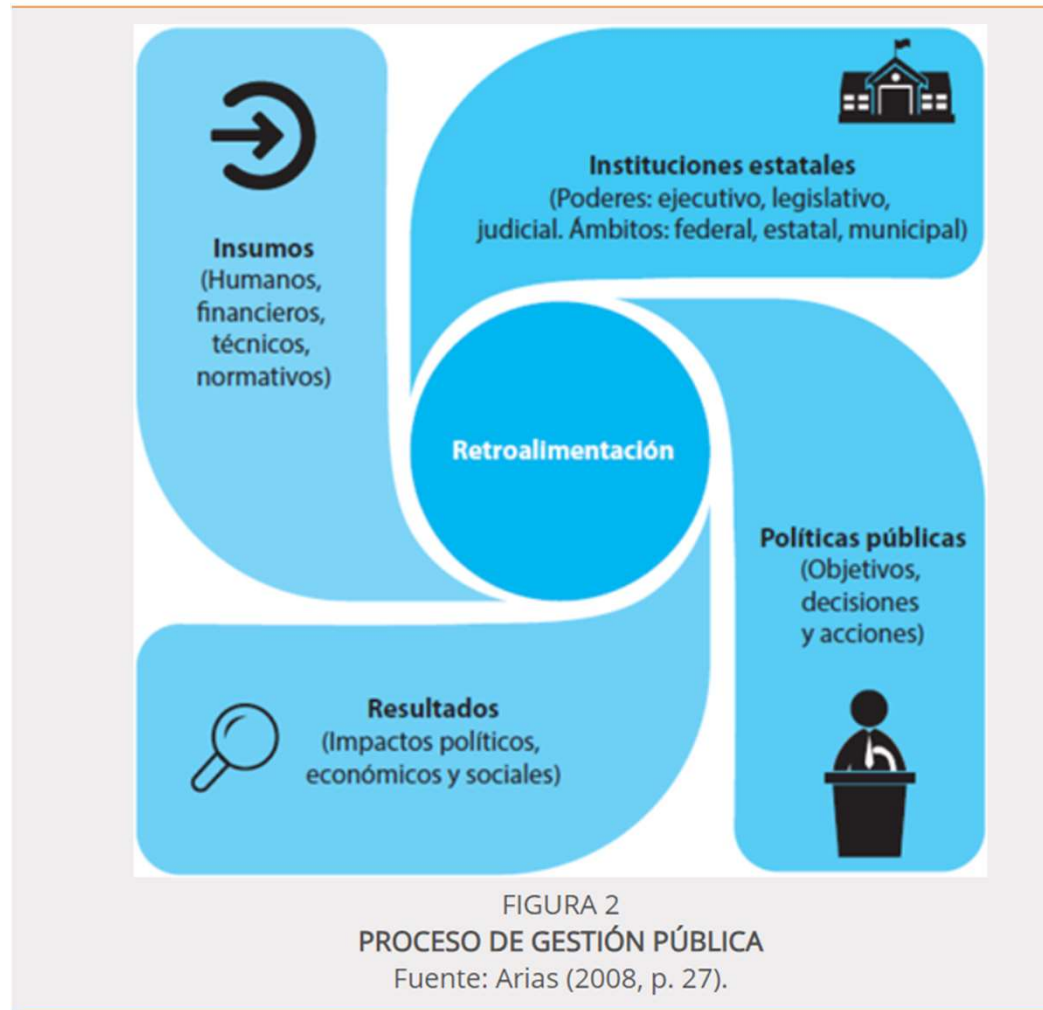 Insumos
(Humanos,
financieros,
técnicos,
normativos)
Instituciones estatales
(Poderes: ejecutivo, legislativo,
judicial. Ámbitos: federal, estatal, municipal)
Retroalimentación
Políticas públicas
(Objetivos,
decisiones
y acciones)
Resultados
(Impactos políticos,
económicos y sociales)
FIGURA 2
PROCESO DE GESTIÓN PÚBLICA
Fuente: Arias (2008, p. 27).